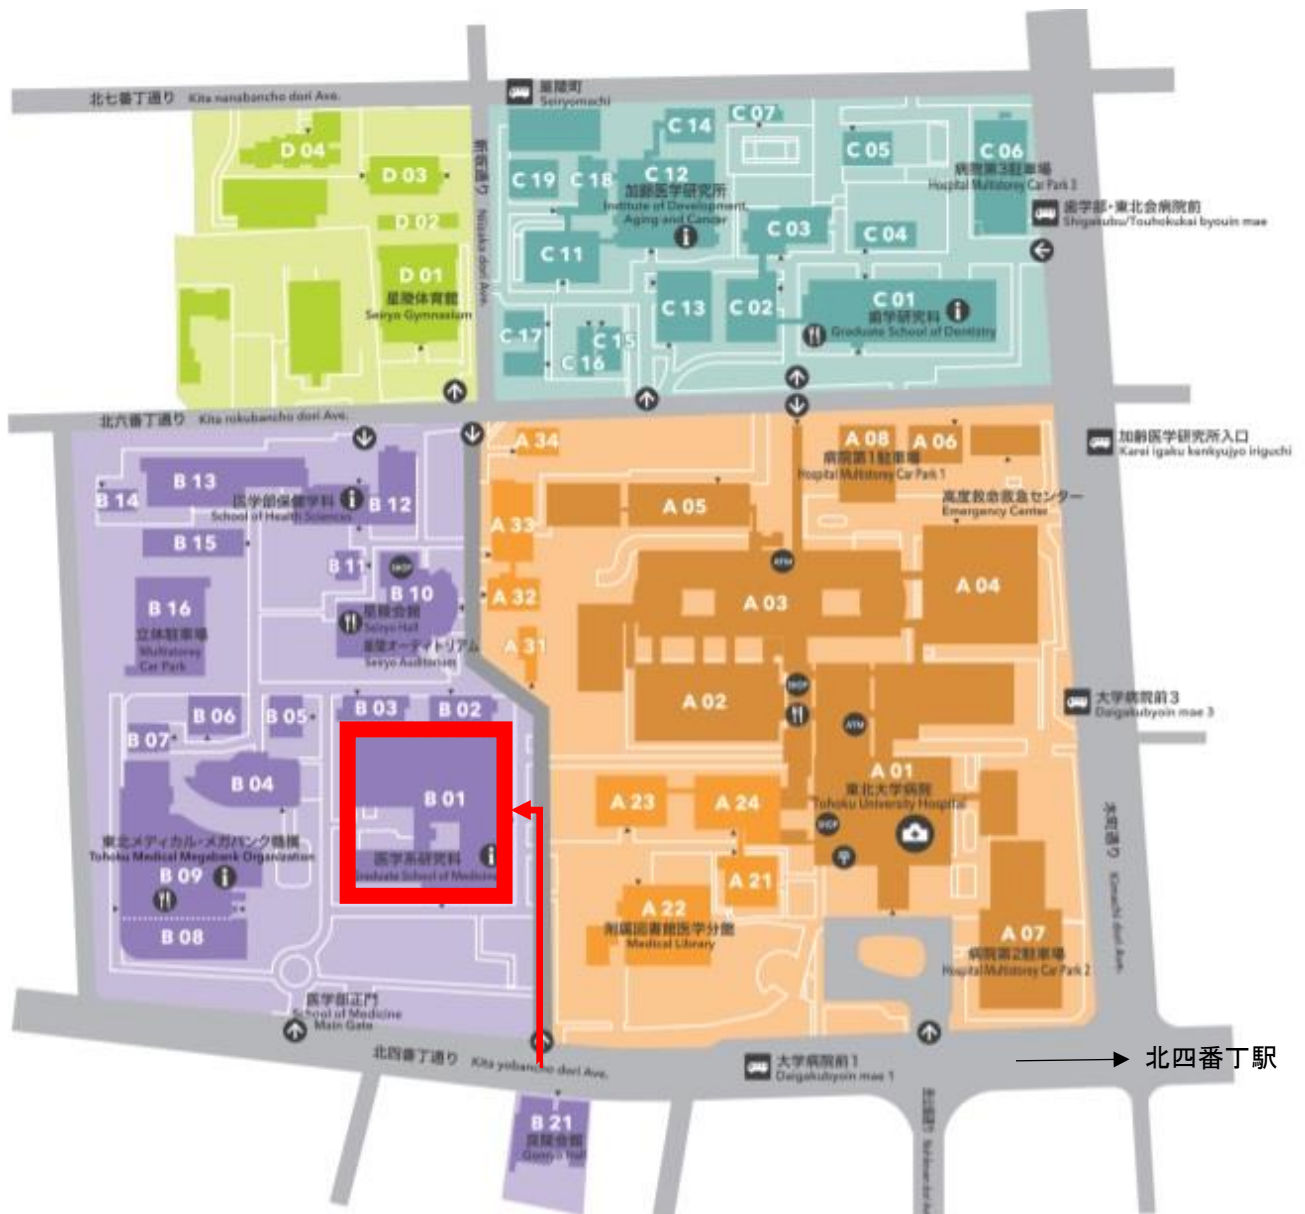 北七番丁通り Kita nanabancho dori Ave.
星陵町
Seiryomachi
D 04
D 03
D 02
D 01
星陵体育館
Seiryo Gymnasium
C 14
C 07
C 05
C 06
病院第3駐車場
Hospital Multistorey Car Park 3
C 19
C 18
C 12
加齢医学研究所
Institute of Development,
Aging and Cancer
歯学部・東北会病院前
Shigakubu/Touhokukai byouin mae
C 03
C 04
C 11
C 13
C 02
C 01
歯学研究科
Graduate School of Dentistry
C 17
C 15
C 16
北六番丁通り Kita rokubancho dori Ave.
加齢医学研究所入口
Karei igaku kenkyujyo iriguchi
B 13
B 14
医学部保健学科
School of Health Sciences
B 12
B 15
B 11
SHOP
B 10
星陵会館
Seiryo Hall
星陵オーディトリアム
Seiryo Auditorium
B 16
立体駐車場
Multistorey
Car Park
A 34
A 33
A 32
A 31
A 05
A 08
病院第1駐車場
Hospital Multistorey Car Park 1
A 06
高度救命救急センター
Emergency Center
ATM
A 03
A 04
A 02
SHOP
ATM
大学病院前3
Daigakubyoin mae 3
B 03
B 02
B 06
B 05
B 07
B 04
B 01
医学系研究科
Graduate School of Medicine
東北メディカル・メガバンク機構
Tohoku Medical Megabank Organization
B 09
B 08
A 23
A 24
A 01
東北大学病院
Tohoku University Hospital
SHOP
A 21
A 22
附属図書館医学分館
Medical Library
A 07
病院第2駐車場
Hospital Multistorey Car Park 2
木町通り Kimachi dori Ave.
医学部正門
School of Medicine
Main Gate
北四番丁通り Kita yobancho dori Ave.
大学病院前1
Daigakubyoin mae 1
北四番丁駅
B 21